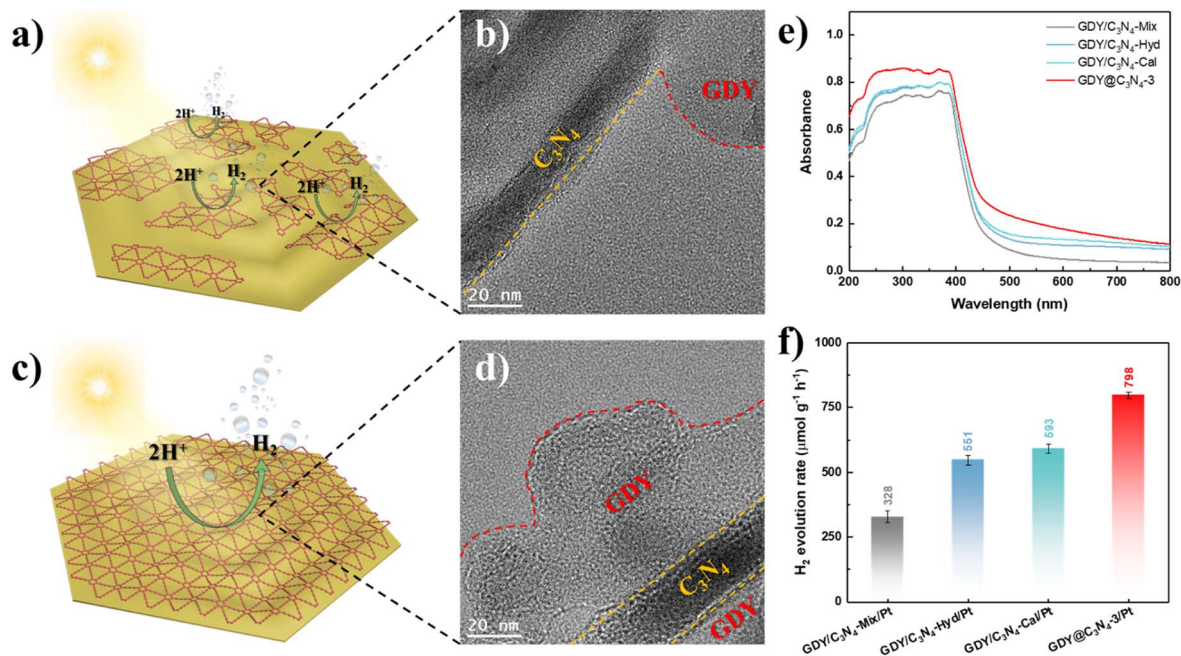 a)
2H⁺ H₂
2H⁺ H₂
2H⁺ H₂
b)
GDY
C₃N₄
20 nm
c)
2H⁺ H₂
d)
GDY
C₃N₄
GDY
20 nm
e)
GDY/C₃N₄-Mix
GDY/C₃N₄-Hyd
GDY/C₃N₄-Cal
GDY@C₃N₄-3
1.0
0.8
0.6
0.4
0.2
0.0
Absorbance
200 300 400 500 600 700 800
Wavelength (nm)
f)
1000
750
500
250
0
H₂ evolution rate (μmol g⁻¹ h⁻¹)
328
551
593
798
GDY/C₃N₄-Mix/Pt
GDY/C₃N₄-Hyd/Pt
GDY/C₃N₄-Cal/Pt
GDY@C₃N₄-3/Pt